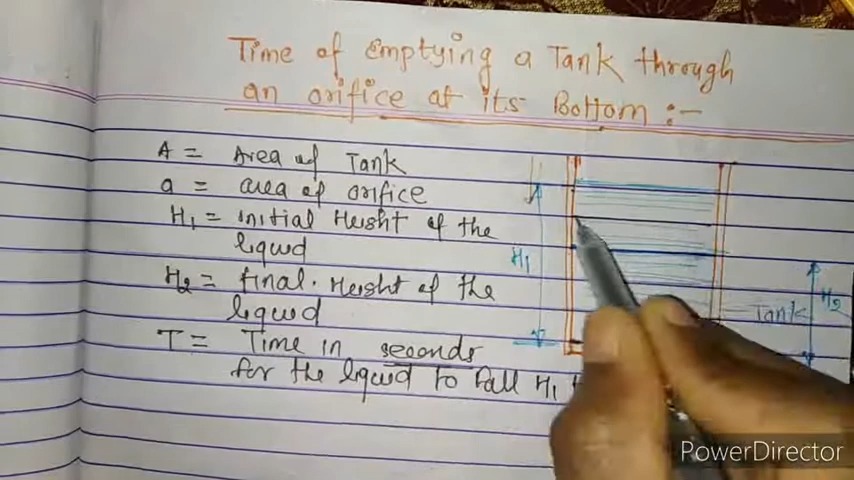 Time of emptying a Tank through
an orifice at its Bottom :-
A = Area of Tank
a = area of orifice
H1 = initial Height of the
liquid
H2 = final. Height of the
liquid
T = Time in seconds
for the liquid to fall H1
H1
Tank
H2
PowerDirector